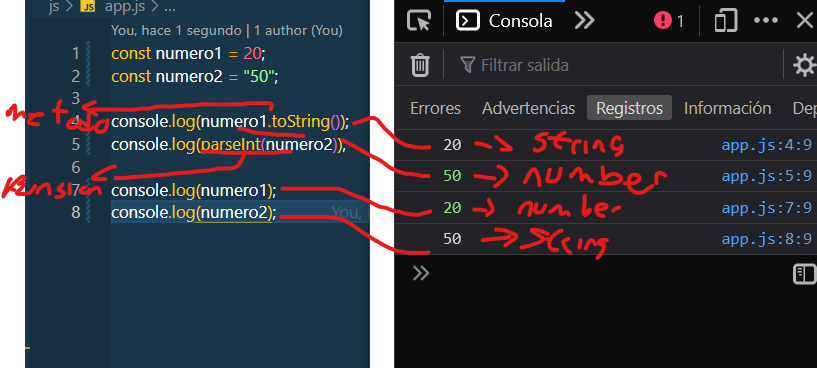 js > JS app.js > ...
You, hace 1 segundo | 1 author (You)
1 const numero1 = 20;
2 const numero2 = "50";
3
4 console.log(numero1.toString());
5 console.log(parseInt(numero2));
6
7 console.log(numero1);
8 console.log(numero2); You,
metodo
Consola
1
Filtrar salida
Errores Advertencias Registros Información De
20 string app.js:4:9
50 number app.js:5:9
20 number app.js:7:9
50 String app.js:8:9